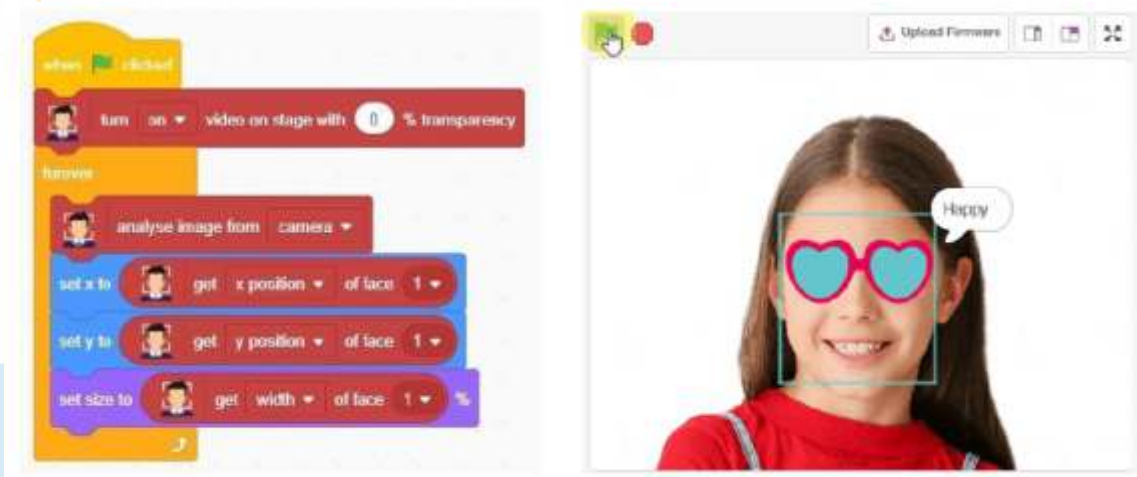 when clicked
turn on video on stage with 0 % transparency
forever
analyse image from camera
set x to get x position of face 1
set y to get y position of face 1
set size to get width of face 1 %
Upload Firmware
Happy